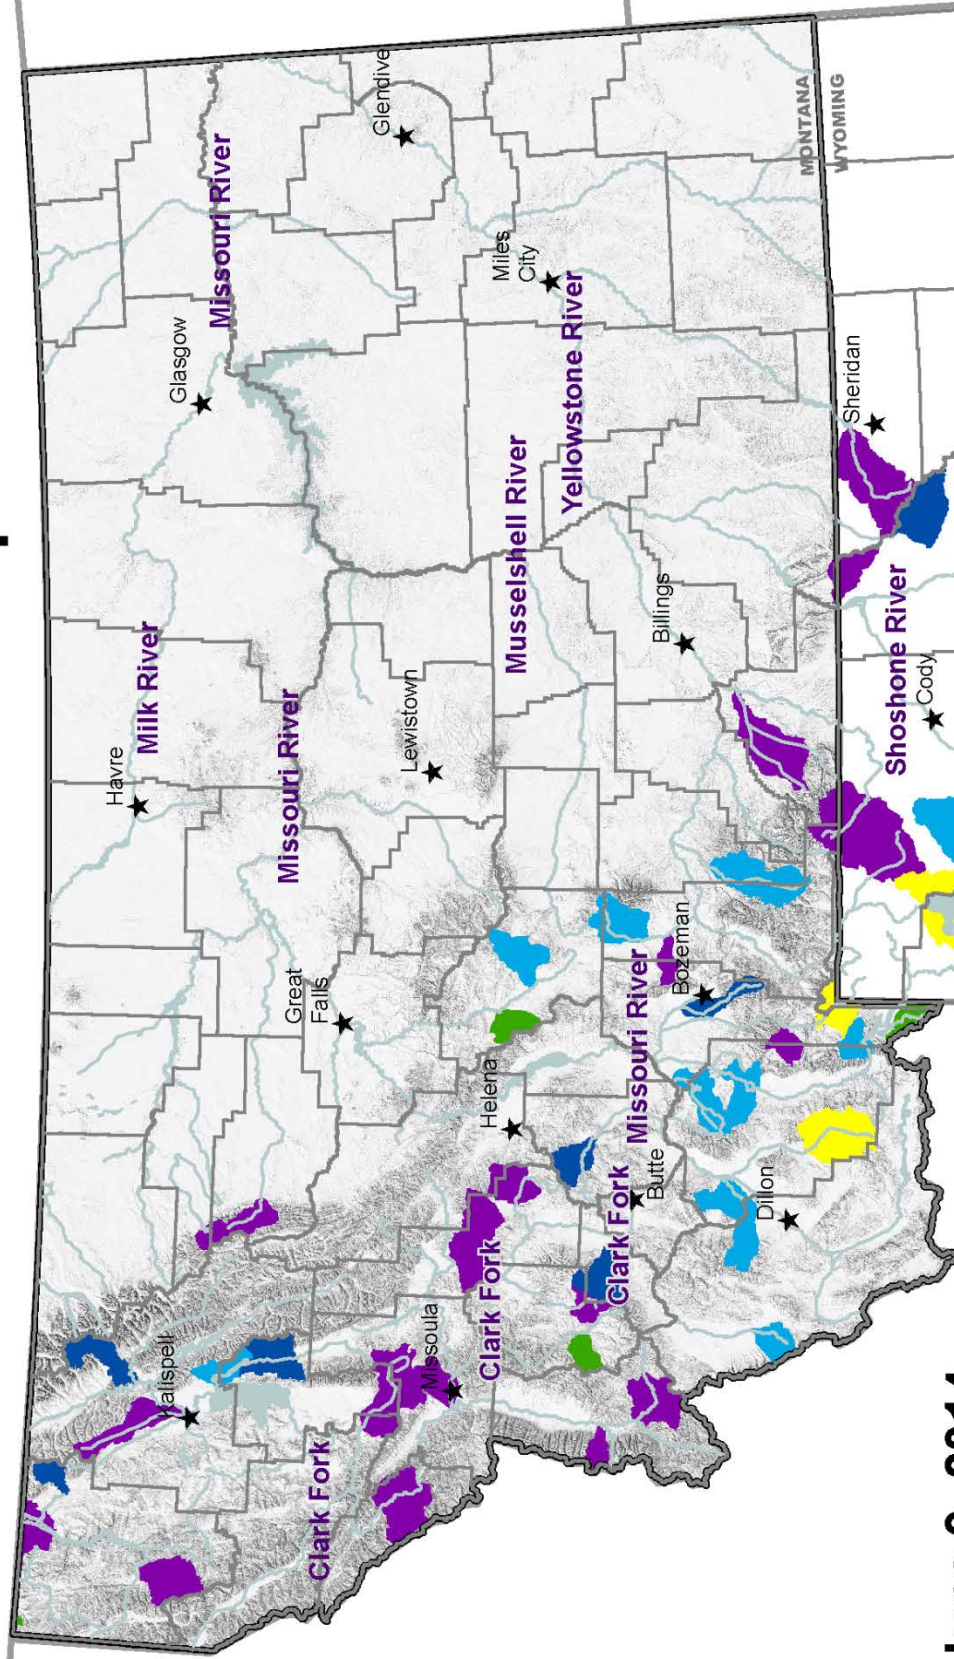 Havre
Milk River
Kalispell
Glasgow
Missouri River
Missouri River
Great
Falls
Clark Fork
Glendive
Lewistown
Missoula
Clark Fork
Helena
Miles
City
Musselshell River
Yellowstone River
Clark Fork
Missouri River
Butte
Billings
Bozeman
Dillon
MONTANA
WYOMING
Sheridan
Shoshone River
Cody